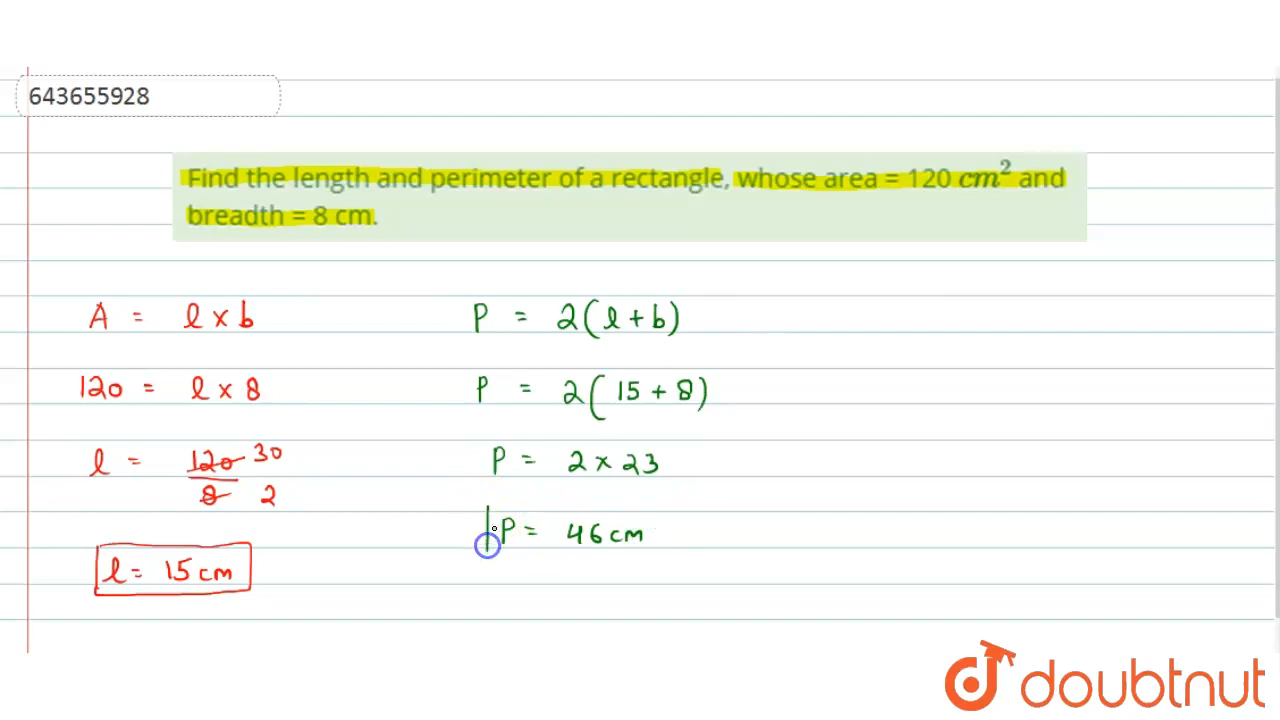 643655928
Find the length and perimeter of a rectangle, whose area = 120 cm² and
breadth = 8 cm.
A = l × b
120 = l × 8
l = 120 30
8 2
l = 15 cm
P = 2(l + b)
P = 2(15 + 8)
P = 2 × 23
P = 46 cm
doubtnut